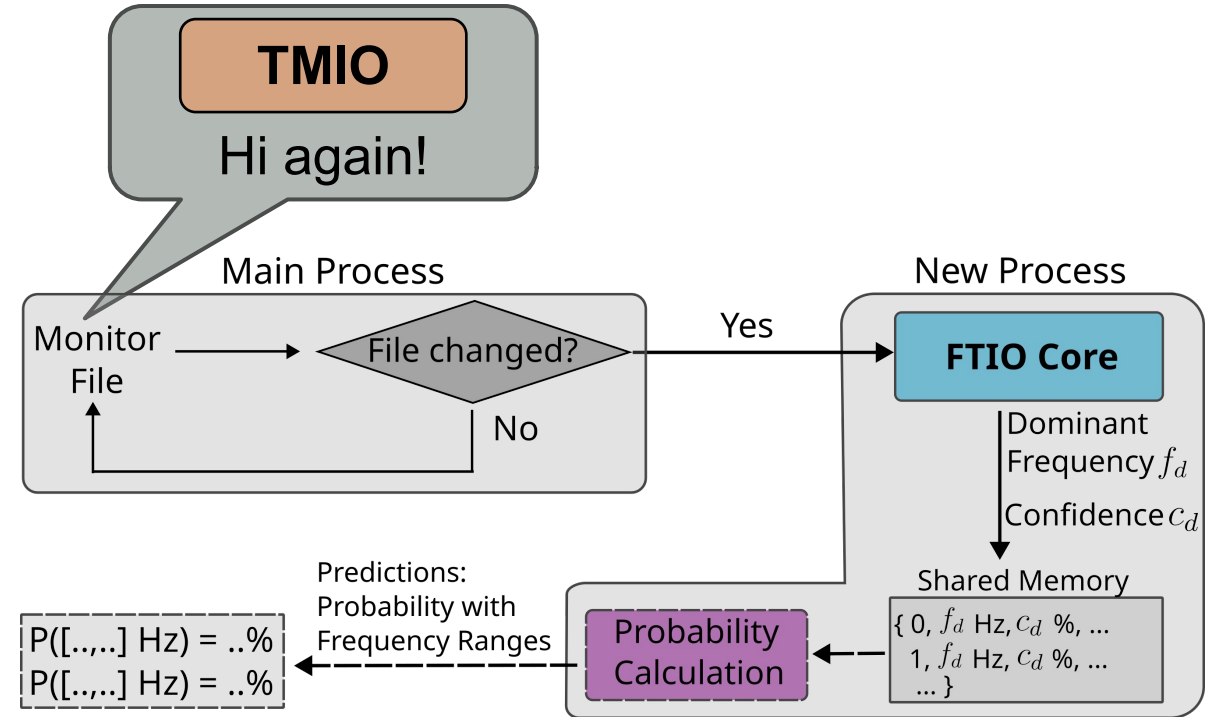 TMIO
Hi again!
Main Process
New Process
Monitor
File
File changed?
Yes
No
FTIO Core
Dominant
Frequency f_d
Confidence c_d
Shared Memory
{ 0, f_d Hz, c_d %, ...
1, f_d Hz, c_d %, ...
... }
Probability
Calculation
Predictions:
Probability with
Frequency Ranges
P([..,..] Hz) = ..%
P([..,..] Hz) = ..%